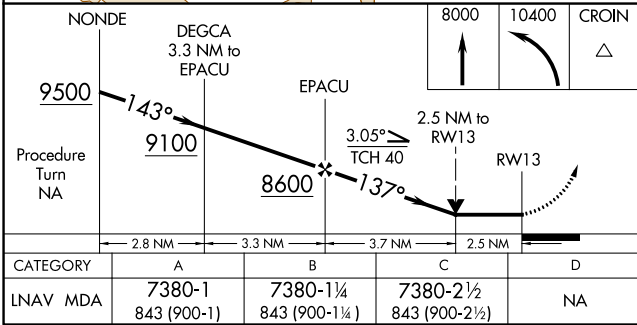 NONDE
DEGCA
3.3 NM to
EPACU
EPACU
8000
10400
CROIN
9500
143°
9100
8600
3.05°
TCH 40
137°
2.5 NM to
RW13
RW13
Procedure
Turn
NA
2.8 NM
3.3 NM
3.7 NM
2.5 NM
CATEGORY A B C D
LNAV MDA 7380-1 7380-1¼ 7380-2½ NA
843 (900-1) 843 (900-1¼) 843 (900-2½)